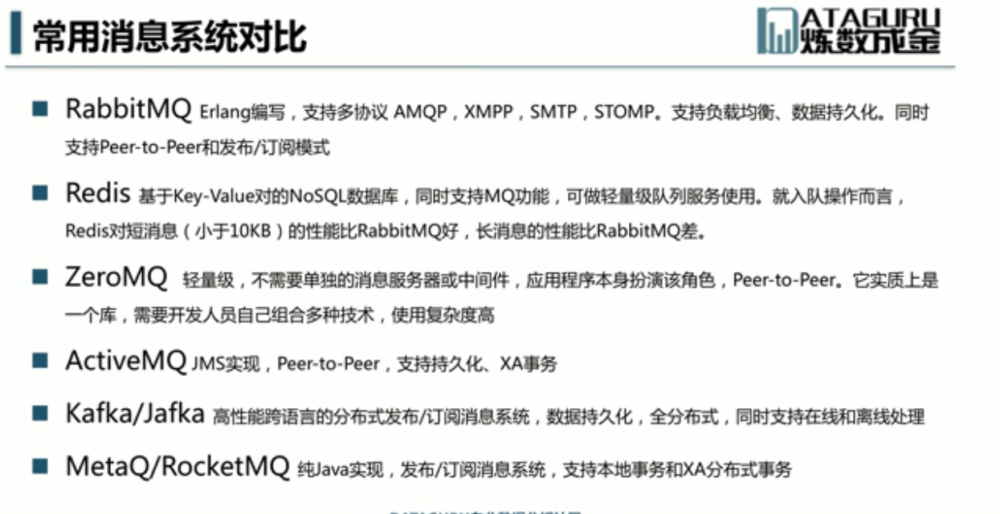 常用消息系统对比
ATAGURU
炼数成金
RabbitMQ Erlang编写，支持多协议 AMQP，XMPP，SMTP，STOMP。支持负载均衡、数据持久化。同时
支持Peer-to-Peer和发布/订阅模式
Redis 基于Key-Value对的NoSQL数据库，同时支持MQ功能，可做轻量级队列服务使用。就入队操作而言，
Redis对短消息（小于10KB）的性能比RabbitMQ好，长消息的性能比RabbitMQ差。
ZeroMQ 轻量级，不需要单独的消息服务器或中间件，应用程序本身扮演该角色，Peer-to-Peer。它实质上是
一个库，需要开发人员自己组合多种技术，使用复杂度高
ActiveMQ JMS实现，Peer-to-Peer，支持持久化、XA事务
Kafka/Jafka 高性能跨语言的分布式发布/订阅消息系统，数据持久化，全分布式，同时支持在线和离线处理
MetaQ/RocketMQ 纯Java实现，发布/订阅消息系统，支持本地事务和XA分布式事务